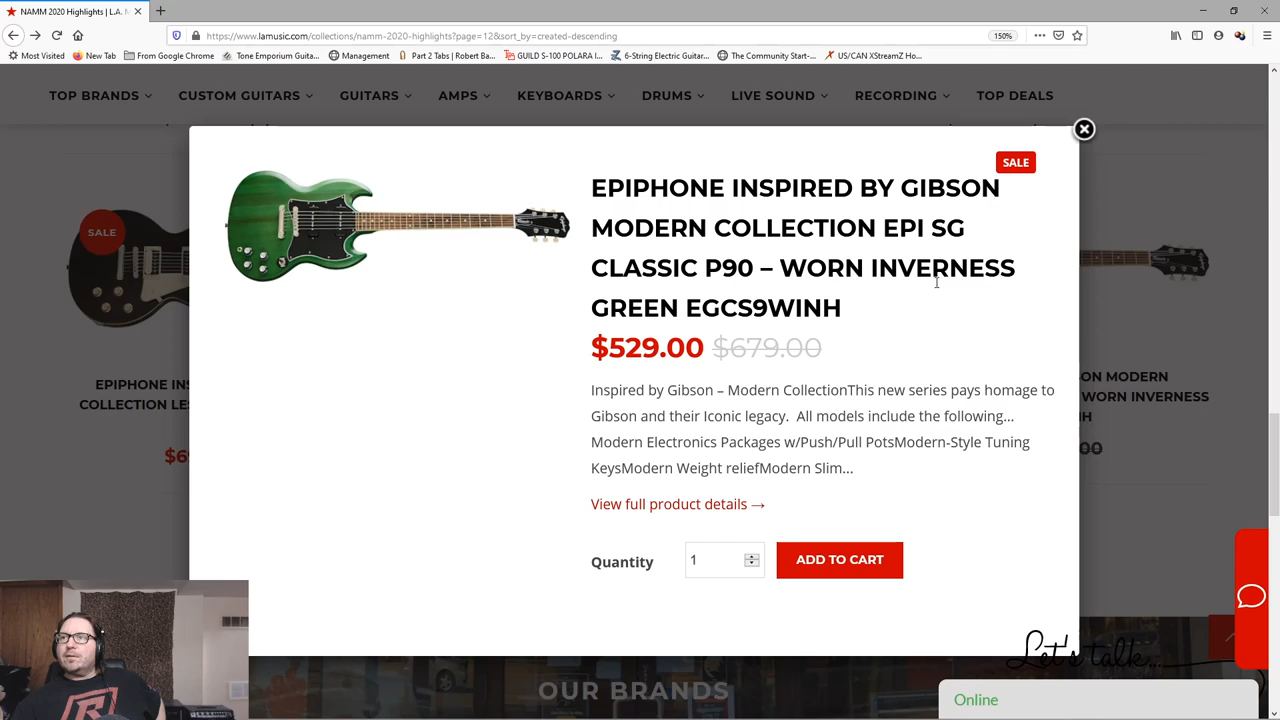 NAMM 2020 Highlights | L.A. M
https://www.lamusic.com/collections/namm-2020-highlights?page=12&sort_by=created-descending
150%
Most Visited
New Tab
From Google Chrome
Tone Emporium Guita...
Management
Part 2 Tabs | Robert Ba...
GUILD S-100 POLARA I...
6-String Electric Guitar...
The Community Start-...
US/CAN XStreamZ Ho...
TOP BRANDS
CUSTOM GUITARS
GUITARS
AMPS
KEYBOARDS
DRUMS
LIVE SOUND
RECORDING
TOP DEALS
SALE
EPIPHONE INSPIRED BY GIBSON
MODERN COLLECTION EPI SG
CLASSIC P90 – WORN INVERNESS
GREEN EGCS9WINH
$529.00 $679.00
Inspired by Gibson – Modern CollectionThis new series pays homage to
Gibson and their Iconic legacy.  All models include the following...
Modern Electronics Packages w/Push/Pull PotsModern-Style Tuning
KeysModern Weight reliefModern Slim...
View full product details →
Quantity
1
ADD TO CART
SALE
EPIPHONE INS
COLLECTION LES
$69
ON MODERN
WORN INVERNESS
H
00
OUR BRANDS
Let's talk...
Online